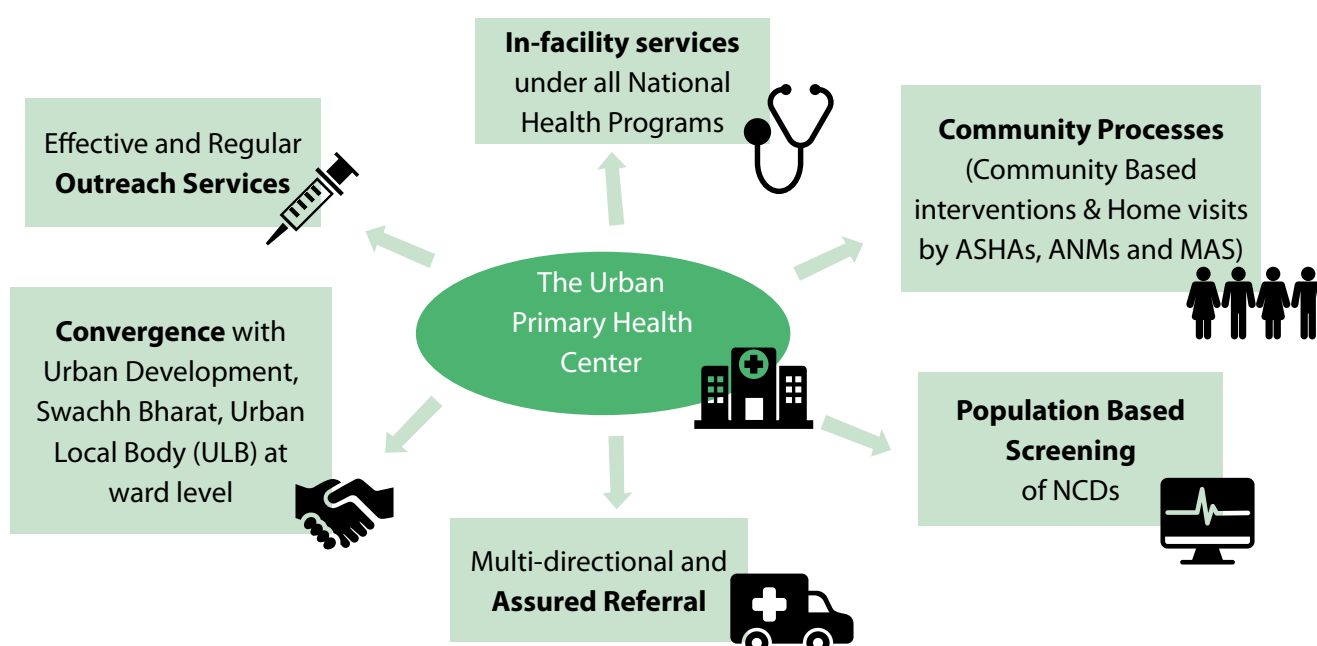 In-facility services
under all National
Health Programs
Effective and Regular
Outreach Services
Community Processes
(Community Based
interventions & Home visits
by ASHAs, ANMs and MAS)
The Urban
Primary Health
Center
Convergence with
Urban Development,
Swachh Bharat, Urban
Local Body (ULB) at
ward level
Population Based
Screening
of NCDs
Multi-directional and
Assured Referral